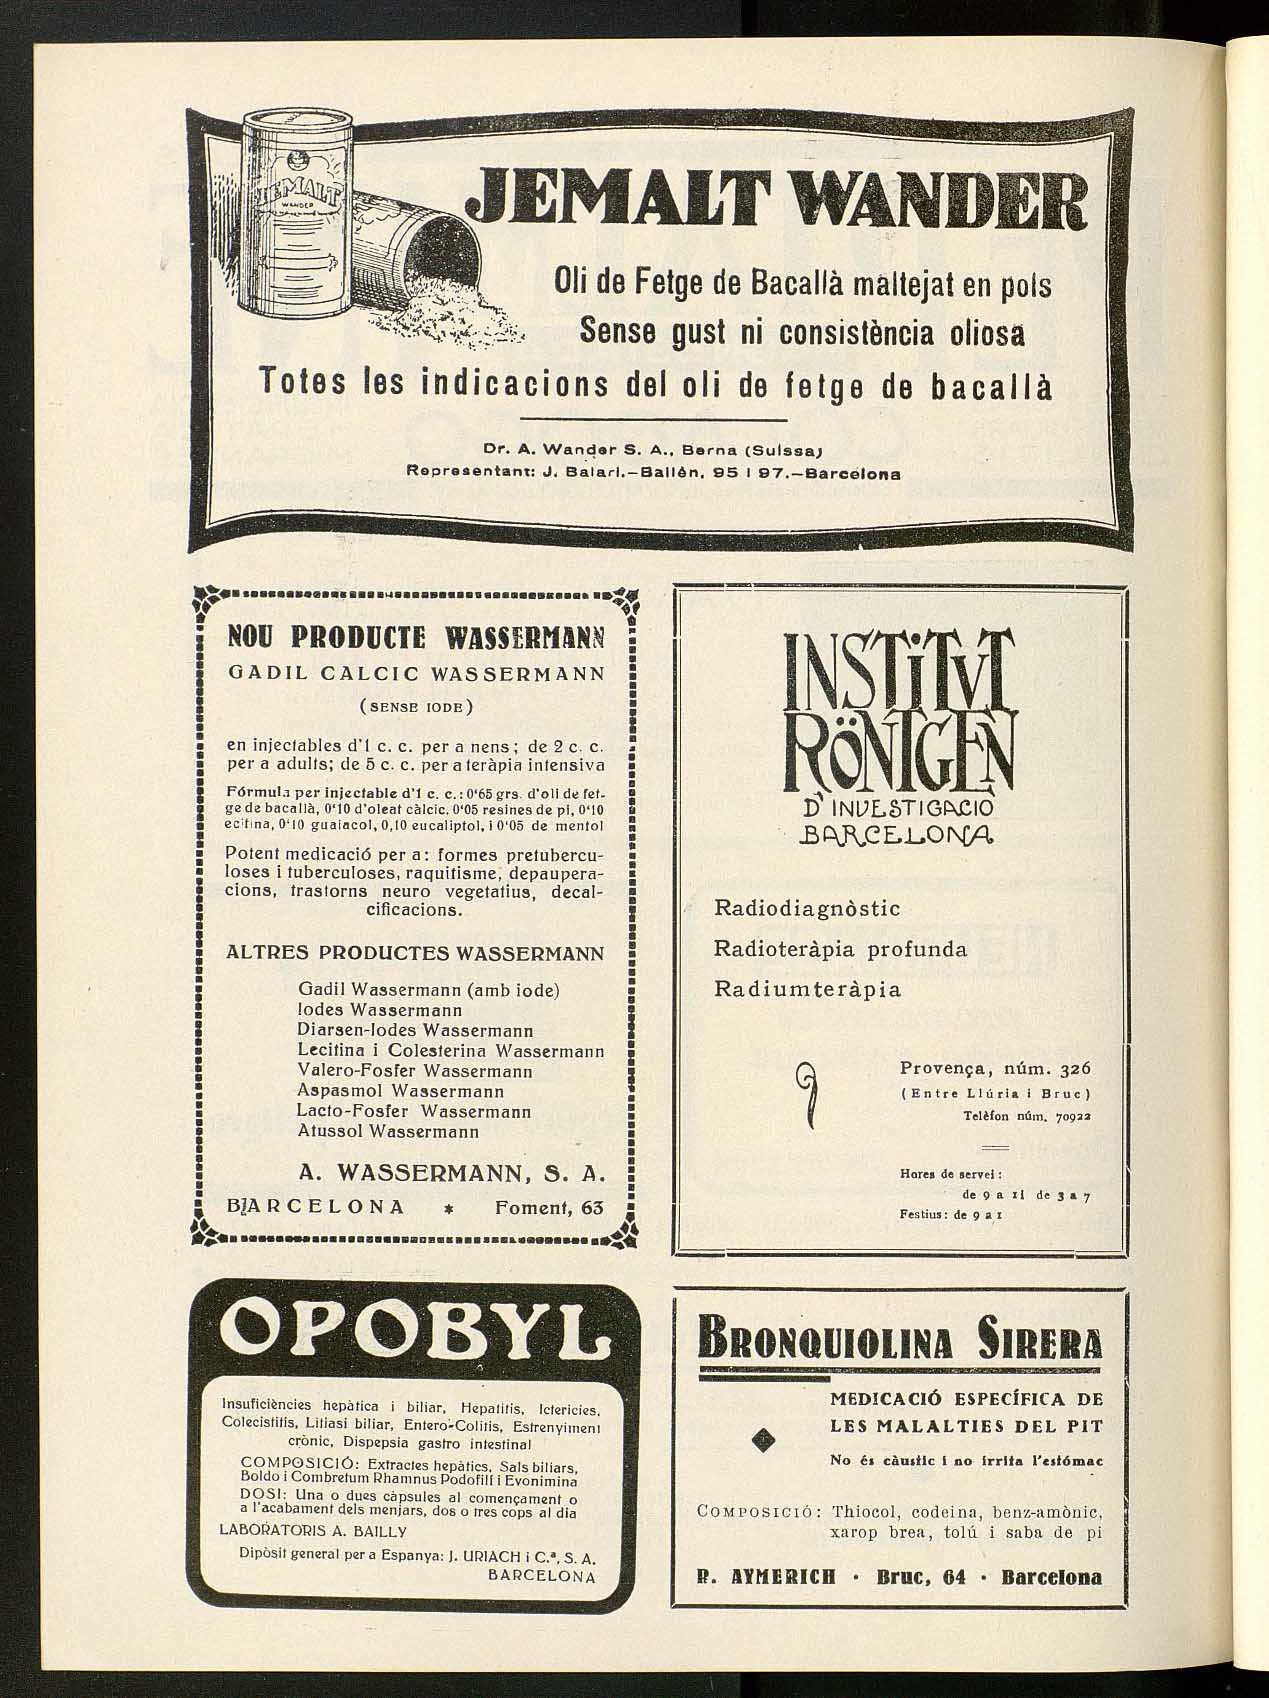 JEMALT
WANDER
JEMALT WANDER
Oli de Fetge de Bacallà maltejat en pols
Sense gust ni consistència oliosa
Totes les indicacions del oli de fetge de bacallà
Dr. A. Wander S. A., Berna (Suïssa)
Representant: J. Balari.—Bailén, 95 i 97.—Barcelona
NOU PRODUCTE WASSERMANN
GADIL CALCIC WASSERMANN
(SENSE IODE)
en injectables d'1 c. c. per a nens; de 2 c. c.
per a adults; de 5 c. c. per a teràpia intensiva
Fórmula per injectable d'1 c. c.: 0'65 grs. d'oli de fet-
ge de bacallà, 0'10 d'oleat càlcic. 0'05 resines de pi, 0'10
ecitina, 0'10 guaiacol, 0,10 eucaliptol, i 0'05 de mentol
Potent medicació per a: formes pretubercu-
loses i tuberculoses, raquitisme, depaupera-
cions, trastorns neuro vegetatius, decal-
cificacions.
ALTRES PRODUCTES WASSERMANN
Gadil Wassermann (amb iode)
Iodes Wassermann
Diarsen-Iodes Wassermann
Lecitina i Colesterina Wassermann
Valero-Fosfer Wassermann
Aspasmol Wassermann
Lacto-Fosfer Wassermann
Atussol Wassermann
A. WASSERMANN, S. A.
BARCELONA * Foment, 63
INSTITVT
RÖNTGEN
D'INVESTIGACIO
BARCELONA
Radiodiagnòstic
Radioteràpia profunda
Radiumteràpia
Provença, núm. 326
(Entre Llúria i Bruc)
Telèfon núm. 70922
Hores de servei:
de 9 a 11 de 3 a 7
Festius: de 9 a 1
OPOBYL
Insuficiències hepàtica i biliar, Hepatitis, Ictericies,
Colecistitis, Litiasi biliar, Entero-Colitis, Estrenyiment
crònic, Dispepsia gastro intestinal
COMPOSICIÓ: Extractes hepàtics, Sals biliars,
Boldo i Combretum Rhamnus Podofili i Evonimina
DOSI: Una o dues càpsules al començament o
a l'acabament dels menjars, dos o tres cops al dia
LABORATORIS A. BAILLY
Dipòsit general per a Espanya: J. URIACH i C.ª, S. A.
BARCELONA
BRONQUIOLINA SIRERA
MEDICACIÓ ESPECÍFICA DE
LES MALALTIES DEL PIT
No és càustic i no irrita l'estómac
COMPOSICIÓ: Thiocol, codeina, benz-amònic,
xarop brea, tolú i saba de pi
P. AYMERICH · Bruc, 64 · Barcelona